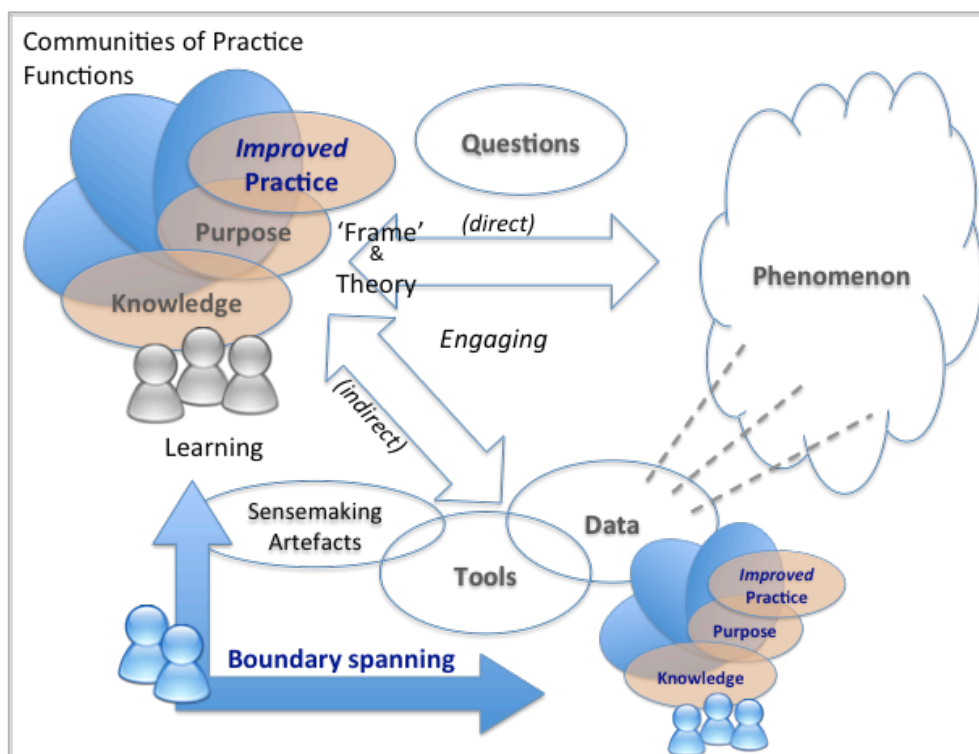 Communities of Practice
Functions
Improved
Practice
Purpose
Knowledge
Learning
Questions
(direct)
‘Frame’
&
Theory
Engaging
(indirect)
Phenomenon
Sensemaking
Artefacts
Tools
Data
Boundary spanning
Improved
Practice
Purpose
Knowledge